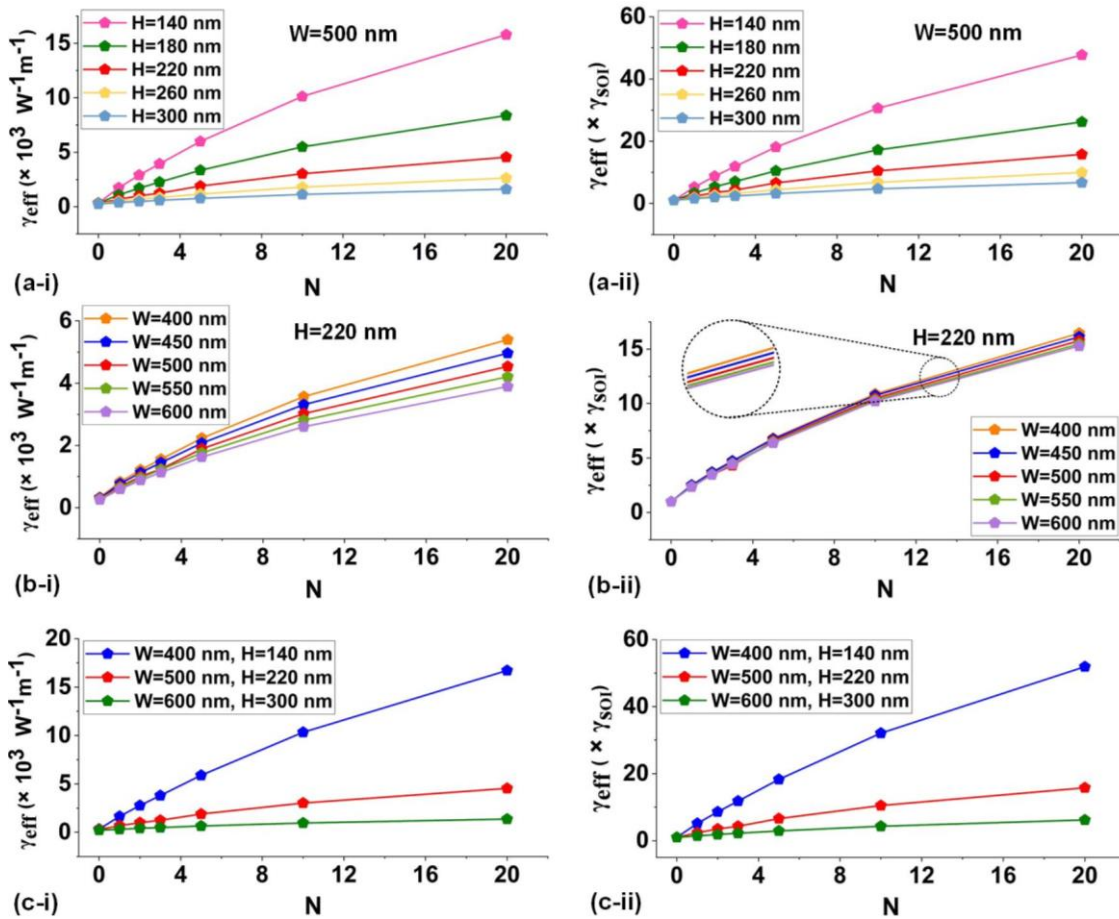 H=140 nm
H=180 nm
H=220 nm
H=260 nm
H=300 nm
W=500 nm
γeff (× 10³ W⁻¹m⁻¹)
15
10
5
0
0 4 8 12 16 20
(a-i) N
H=140 nm
H=180 nm
H=220 nm
H=260 nm
H=300 nm
W=500 nm
γeff ( × γSOI)
60
40
20
0
0 4 8 12 16 20
a-ii) N
W=400 nm
W=450 nm
W=500 nm
W=550 nm
W=600 nm
H=220 nm
γeff (× 10³ W⁻¹m⁻¹)
6
4
2
0
0 4 8 12 16 20
(b-i) N
H=220 nm
W=400 nm
W=450 nm
W=500 nm
W=550 nm
W=600 nm
γeff ( × γSOI)
15
10
5
0
0 4 8 12 16 20
(b-ii) N
W=400 nm, H=140 nm
W=500 nm, H=220 nm
W=600 nm, H=300 nm
γeff (× 10³ W⁻¹m⁻¹)
20
15
10
5
0
0 4 8 12 16 20
(c-i) N
W=400 nm, H=140 nm
W=500 nm, H=220 nm
W=600 nm, H=300 nm
γeff ( × γSOI)
60
40
20
0
0 4 8 12 16 20
(c-ii) N